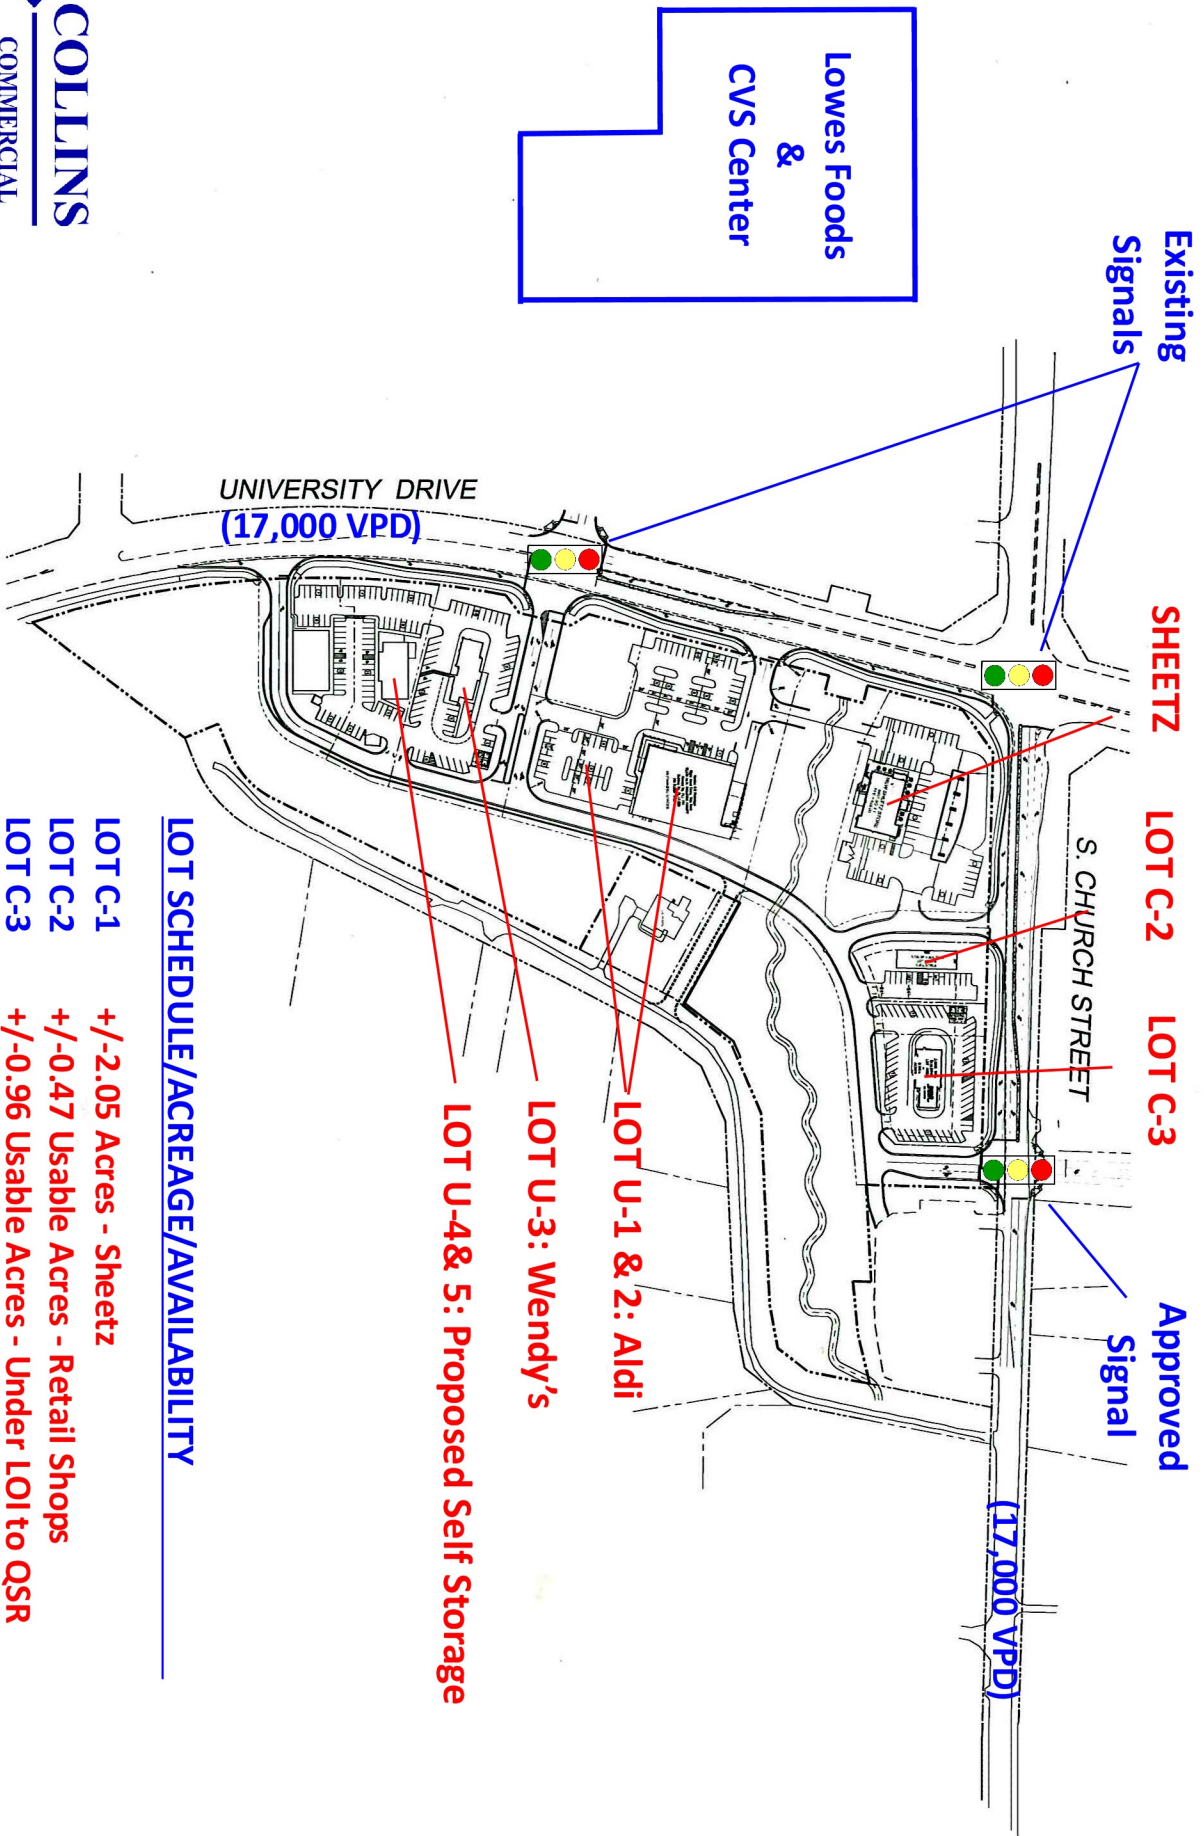 Existing
Signals
SHEETZ
LOT C-2
LOT C-3
Approved
Signal
Lowes Foods
&
CVS Center
S. CHURCH STREET
(17,000 VPD)
UNIVERSITY DRIVE
(17,000 VPD)
LOT U-1 & 2: Aldi
LOT U-3: Wendy's
LOT U-4& 5: Proposed Self Storage
LOT SCHEDULE/ACREAGE/AVAILABILITY
LOT C-1 +/-2.05 Acres - Sheetz
LOT C-2 +/-0.47 Usable Acres - Retail Shops
LOT C-3 +/-0.96 Usable Acres - Under LOI to QSR
COLLINS
COMMERCIAL